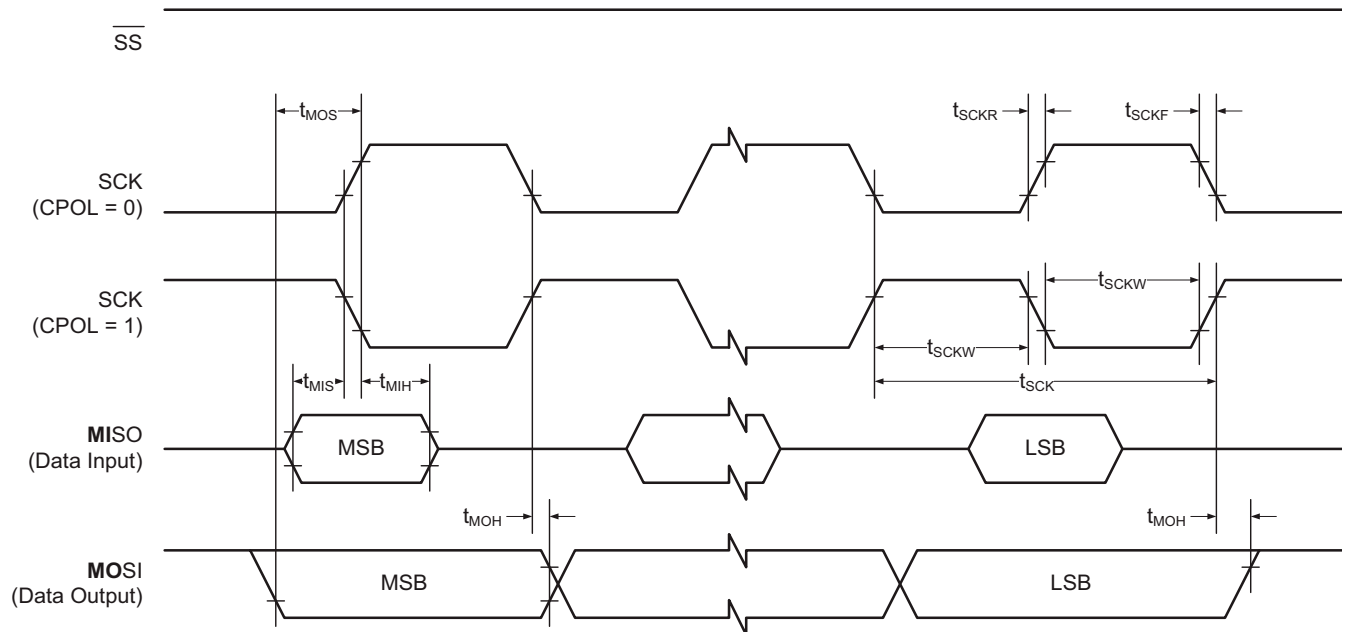 SS
tMOS
tSCKR
tSCKF
SCK
(CPOL = 0)
SCK
(CPOL = 1)
tSCKW
tSCKW
tSCK
tMIS
tMIH
MISO
(Data Input)
MSB
LSB
tMOH
tMOH
MOSI
(Data Output)
MSB
LSB